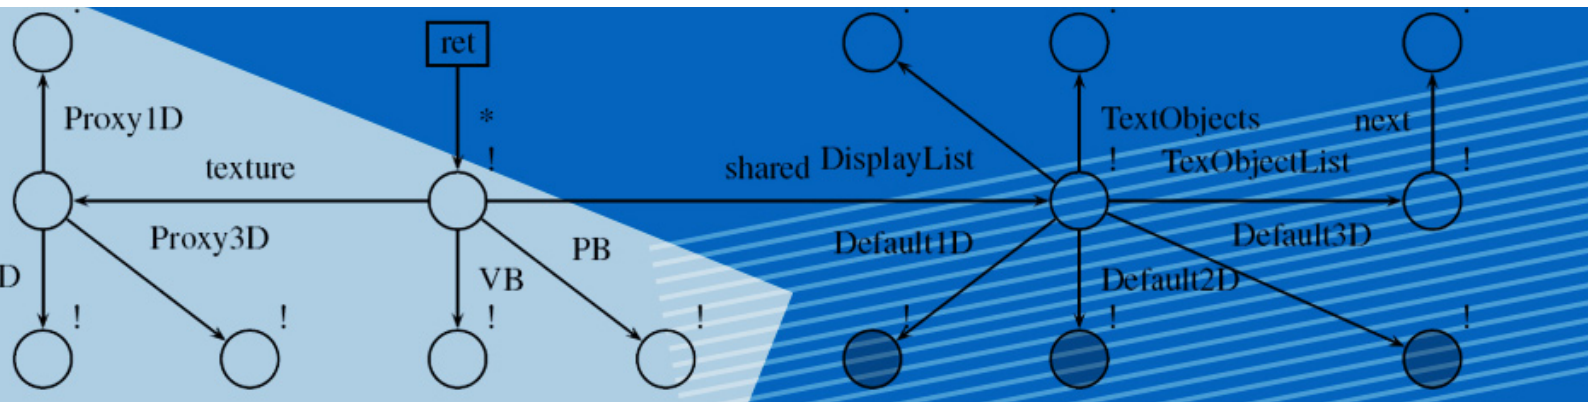 ret
Proxy1D
*
TextObjects
next
!
!
!
texture
shared
DisplayList
TexObjectList
Proxy3D
PB
Default1D
Default3D
D
VB
Default2D
!
!
!
!
!
!
!